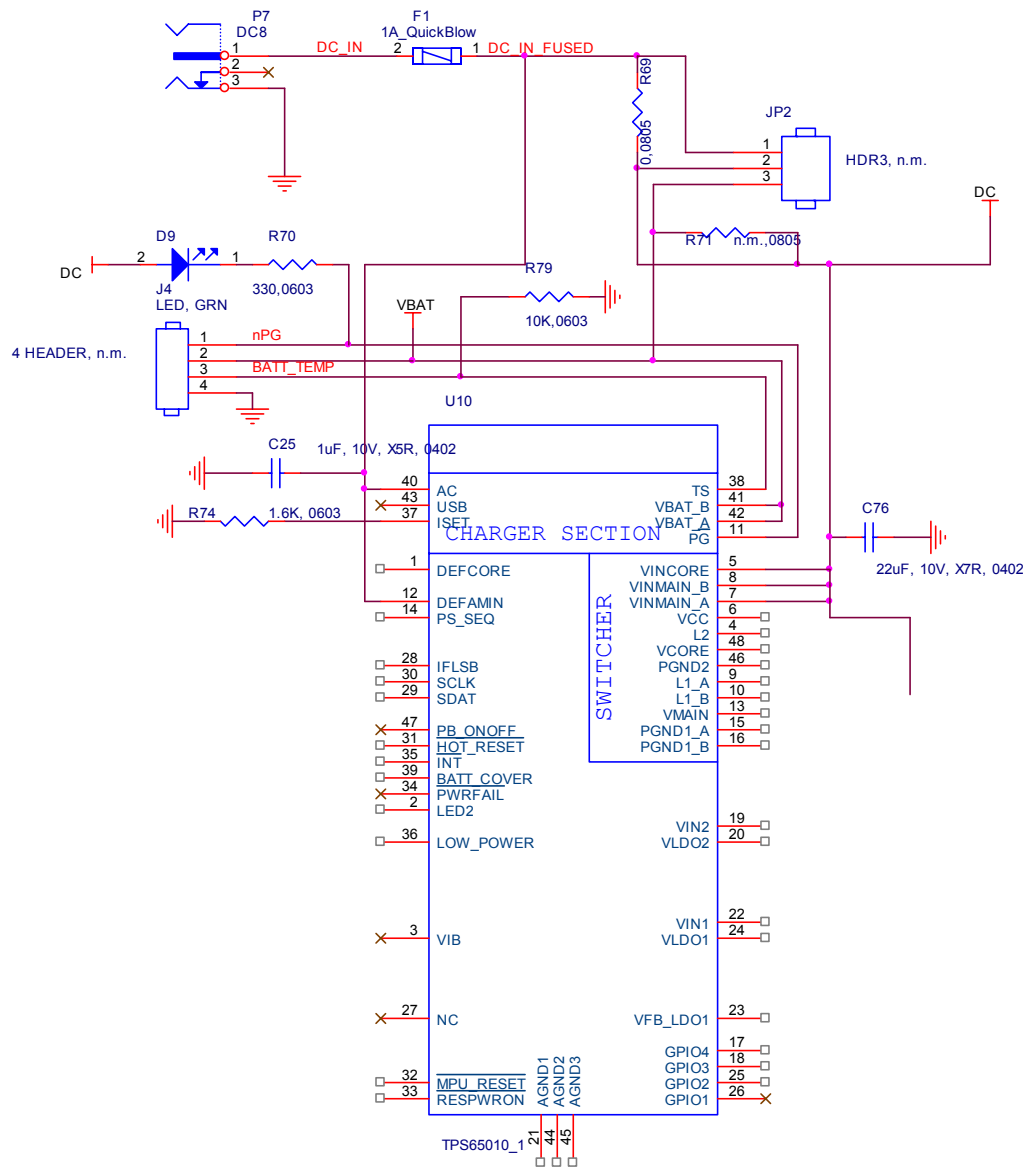 P7
DC8
1
2
3
DC_IN
F1
1A_QuickBlow
2
1
DC_IN_FUSED
R69
0,0805
JP2
1
2
3
HDR3, n.m.
DC
R71
n.m.,0805
DC
D9
2
1
J4
LED, GRN
R70
330,0603
R79
10K,0603
VBAT
4 HEADER, n.m.
1
2
3
4
nPG
BATT_TEMP
U10
C25
1uF, 10V, X5R, 0402
R74
1.6K, 0603
C76
22uF, 10V, X7R, 0402
CHARGER SECTION
SWITCHER
40 AC
43 USB
37 ISET
1 DEFCORE
12 DEFAMIN
14 PS_SEQ
28 IFLSB
30 SCLK
29 SDAT
47 PB_ONOFF
31 HOT_RESET
35 INT
39 BATT_COVER
34 PWRFAIL
2 LED2
36 LOW_POWER
3 VIB
27 NC
32 MPU_RESET
33 RESPWRON
TS 38
VBAT_B 41
VBAT_A 42
PG 11
VINCORE 5
VINMAIN_B 8
VINMAIN_A 7
VCC 6
L2 4
VCORE 48
PGND2 46
L1_A 9
L1_B 10
VMAIN 13
PGND1_A 15
PGND1_B 16
VIN2 19
VLDO2 20
VIN1 22
VLDO1 24
VFB_LDO1 23
GPIO4 17
GPIO3 18
GPIO2 25
GPIO1 26
AGND1 21
AGND2 44
AGND3 45
TPS65010_1